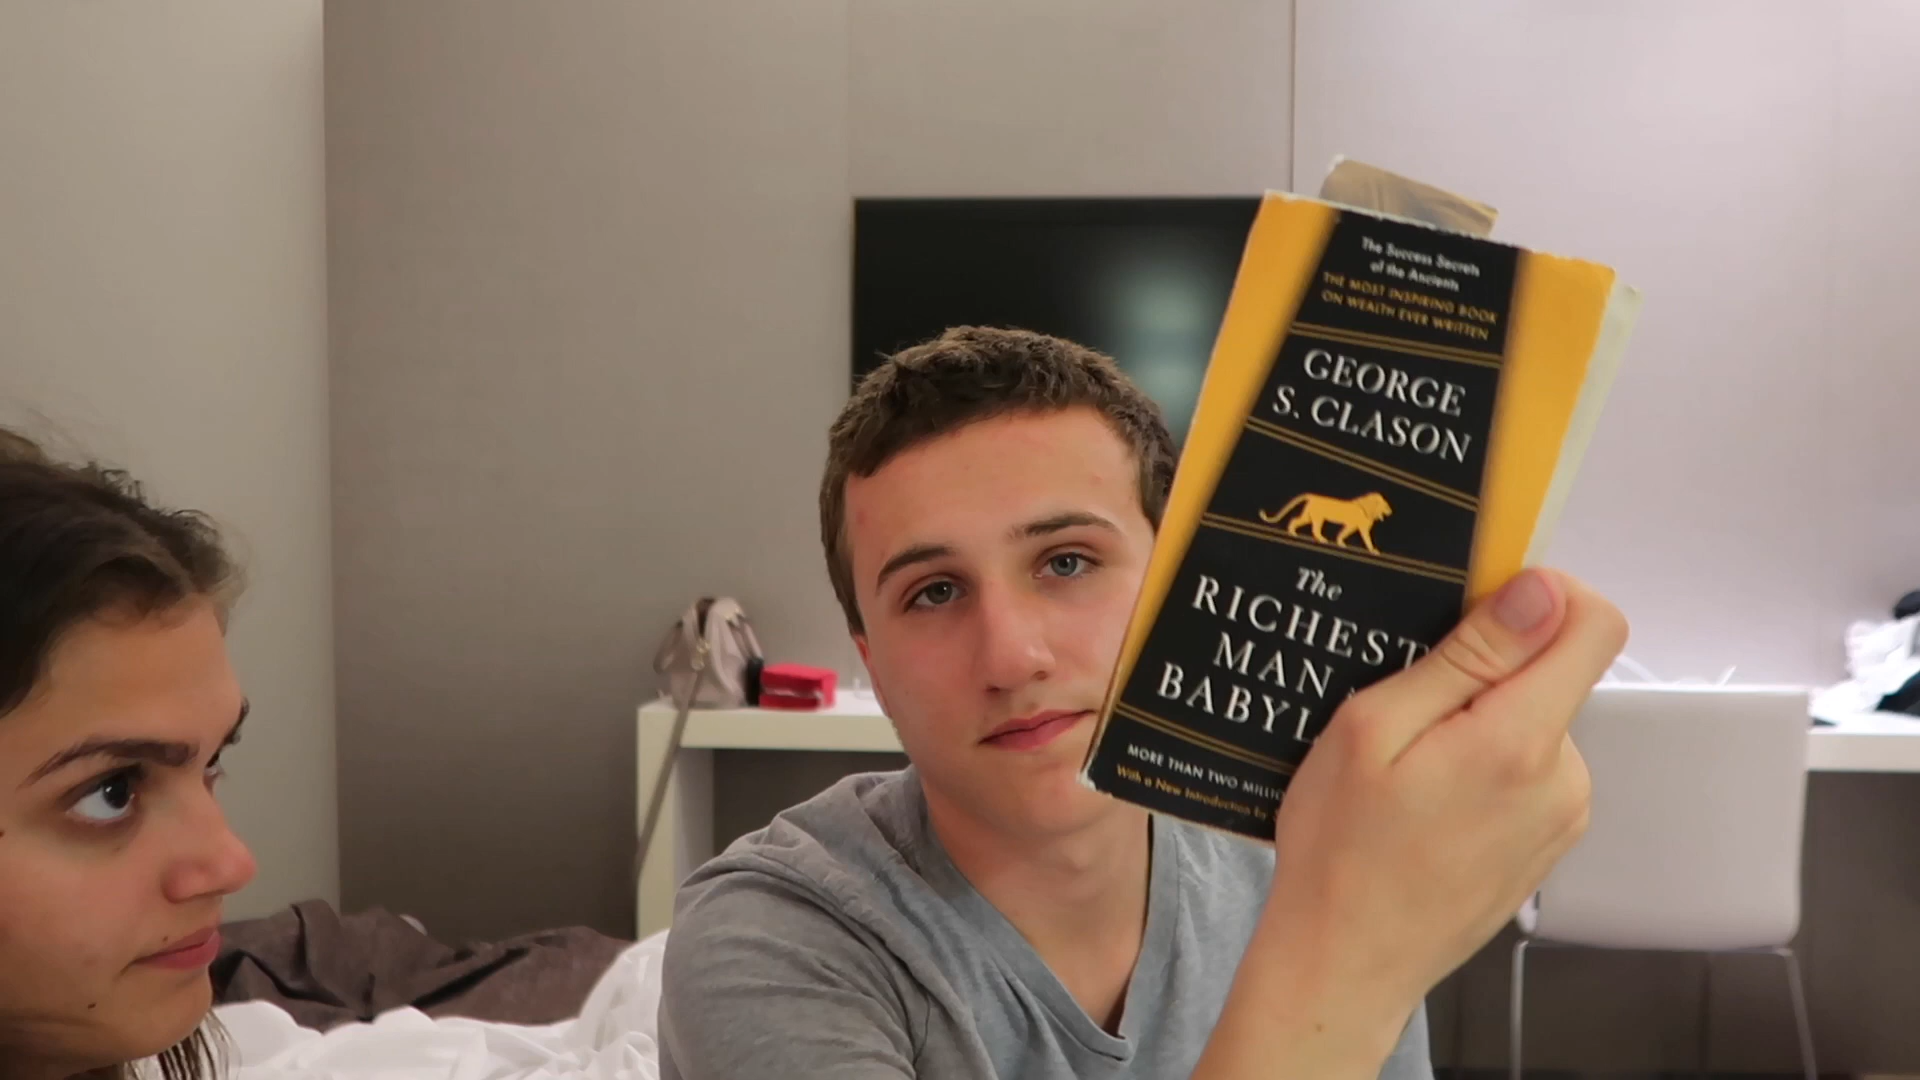 The Success Secrets
of the Ancients
THE MOST INSPIRING BOOK
ON WEALTH EVER WRITTEN
GEORGE
S. CLASON
The
RICHEST
MAN
BABYL
MORE THAN TWO MILLIO
With a New Introduction by